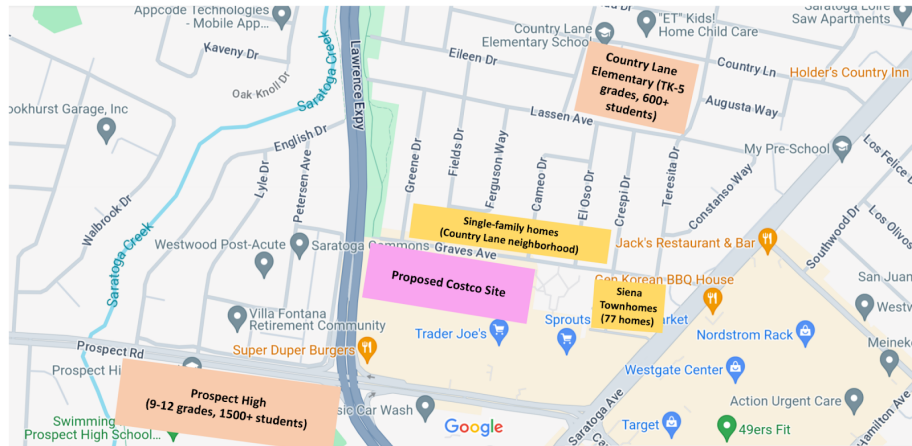 Appcode Technologies
- Mobile App...
Kaveny Dr
Oak Knoll Dr
Saratoga Creek
Lawrence Expy
Country Lane
Elementary School
"ET" Kids!
Home Child Care
Saratoga Loire
Saw Apartments
Eileen Dr
Country Lane
Elementary (TK-5
grades, 600+
students)
Country Ln
Holder's Country Inn
Augusta Way
Lassen Ave
My Pre-School
Garage, Inc
English Dr
Walbrook Dr
Lyle Dr
Petersen Ave
Greene Dr
Fields Dr
Ferguson Way
Cameo Dr
El Oso Dr
Crespi Dr
Teresita Dr
Constanso Way
Los Felice
Los Olivos
Southwood Dr
Saratoga Creek
Westwood Post-Acute
Saratoga Commons
Graves Ave
Single-family homes
(Country Lane neighborhood)
Jack's Restaurant & Bar
Gen Korean BBQ House
Proposed Costco Site
Siena
Townhomes
(77 homes)
San Juan
Villa Fontana
Retirement Community
Trader Joe's
Sprouts
Nordstrom Rack
Meineke
Prospect Rd
Super Duper Burgers
Westgate Center
Prospect High
(9-12 grades, 1500+ students)
Car Wash
Google
Saratoga Ave
Action Urgent Care
Hamilton Ave
Swimming
Prospect High School...
Target
49ers Fit